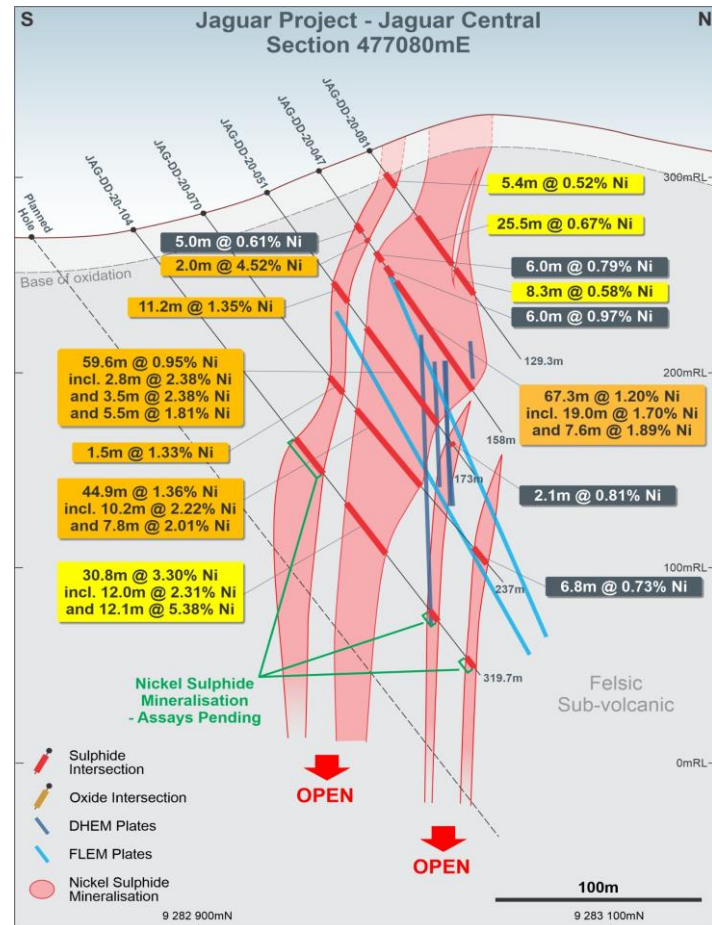 S
Jaguar Project - Jaguar Central
Section 477080mE
N
JAG-DD-20-081
JAG-DD-20-047
JAG-DD-20-051
JAG-DD-20-070
JAG-DD-20-104
Planned
Hole
300mRL
5.4m @ 0.52% Ni
25.5m @ 0.67% Ni
5.0m @ 0.61% Ni
2.0m @ 4.52% Ni
Base of oxidation
6.0m @ 0.79% Ni
8.3m @ 0.58% Ni
11.2m @ 1.35% Ni
6.0m @ 0.97% Ni
129.3m
59.6m @ 0.95% Ni
incl. 2.8m @ 2.38% Ni
and 3.5m @ 2.38% Ni
and 5.5m @ 1.81% Ni
200mRL
67.3m @ 1.20% Ni
incl. 19.0m @ 1.70% Ni
and 7.6m @ 1.89% Ni
158m
1.5m @ 1.33% Ni
173m
44.9m @ 1.36% Ni
incl. 10.2m @ 2.22% Ni
and 7.8m @ 2.01% Ni
2.1m @ 0.81% Ni
100mRL
30.8m @ 3.30% Ni
incl. 12.0m @ 2.31% Ni
and 12.1m @ 5.38% Ni
237m
6.8m @ 0.73% Ni
319.7m
Nickel Sulphide
Mineralisation
- Assays Pending
Felsic
Sub-volcanic
0mRL
OPEN
OPEN
Sulphide
Intersection
Oxide Intersection
DHEM Plates
FLEM Plates
Nickel Sulphide
Mineralisation
100m
9 282 900mN
9 283 100mN